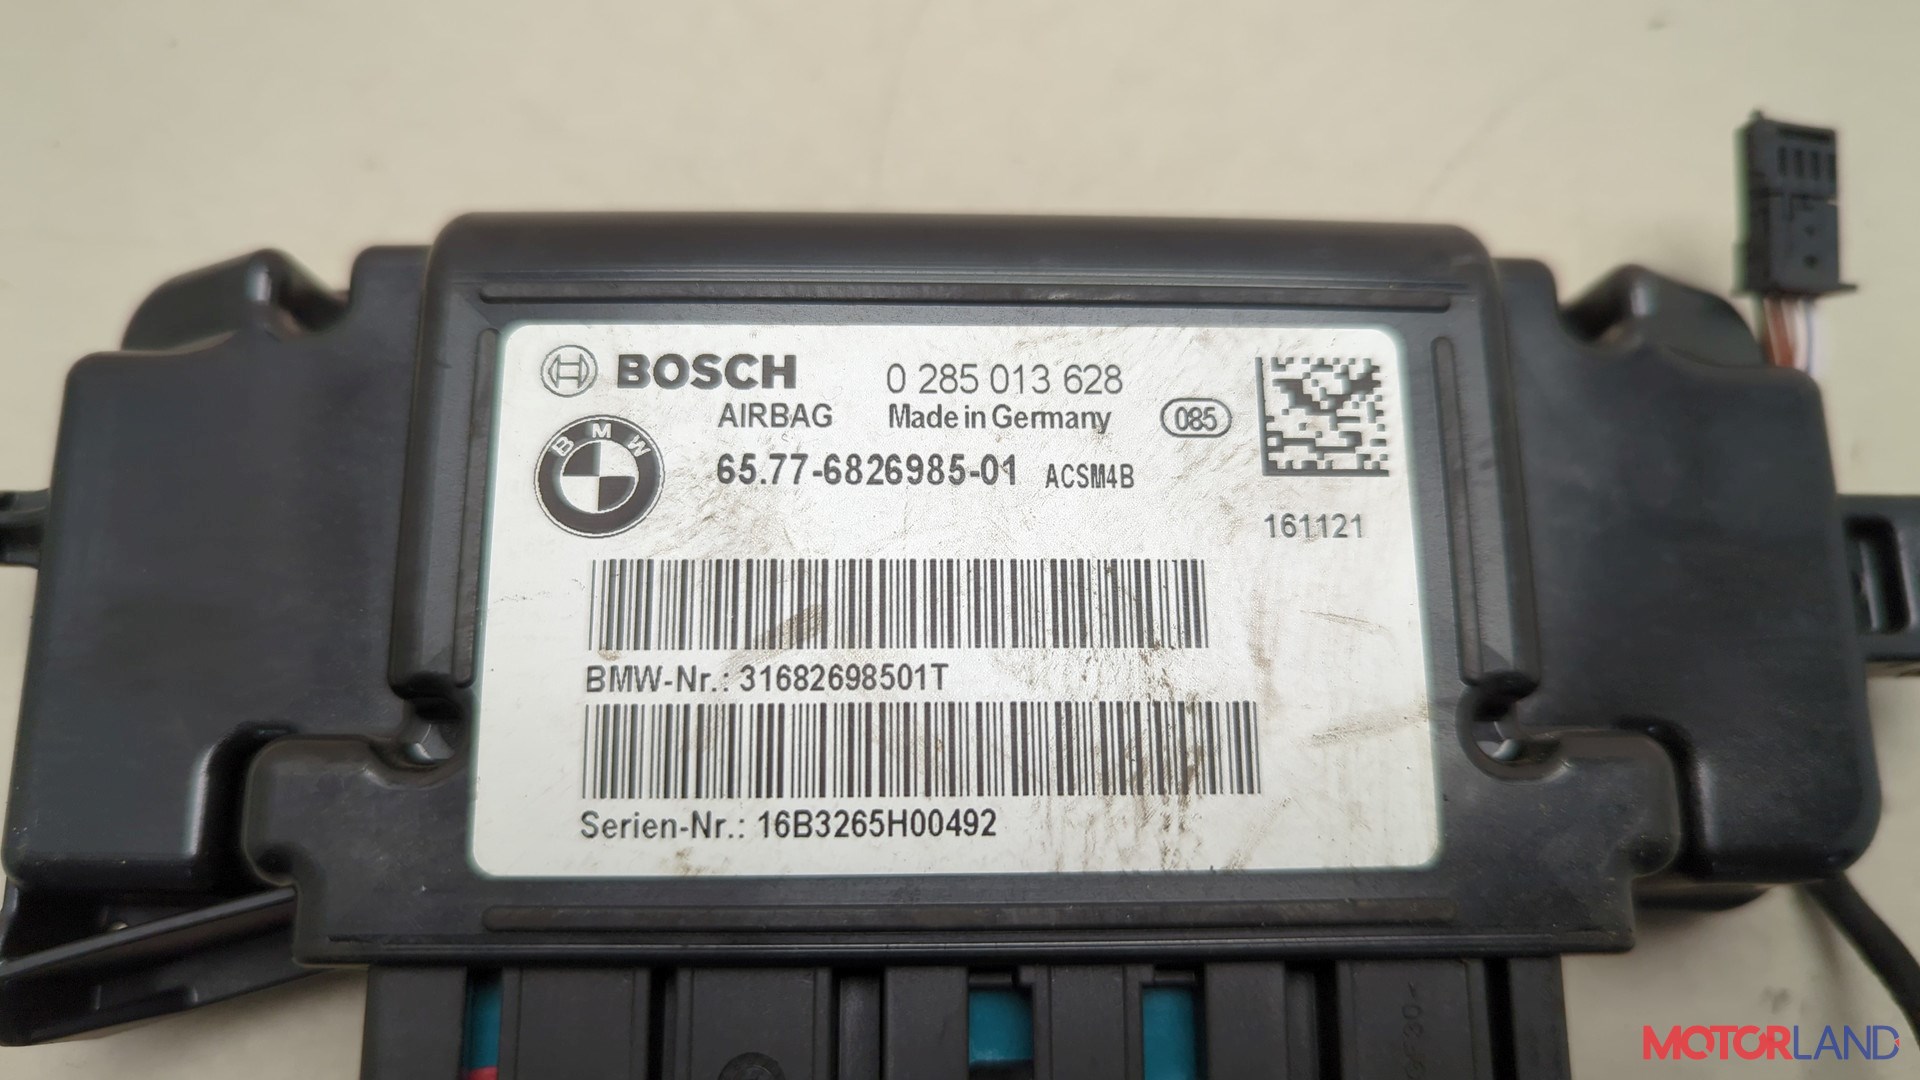 BOSCH 0 285 013 628
AIRBAG Made in Germany 085
BMW
65.77-6826985-01 ACSM4B
161121
BMW-Nr.: 31682698501T
Serien-Nr.: 16B3265H00492
MOTORLAND